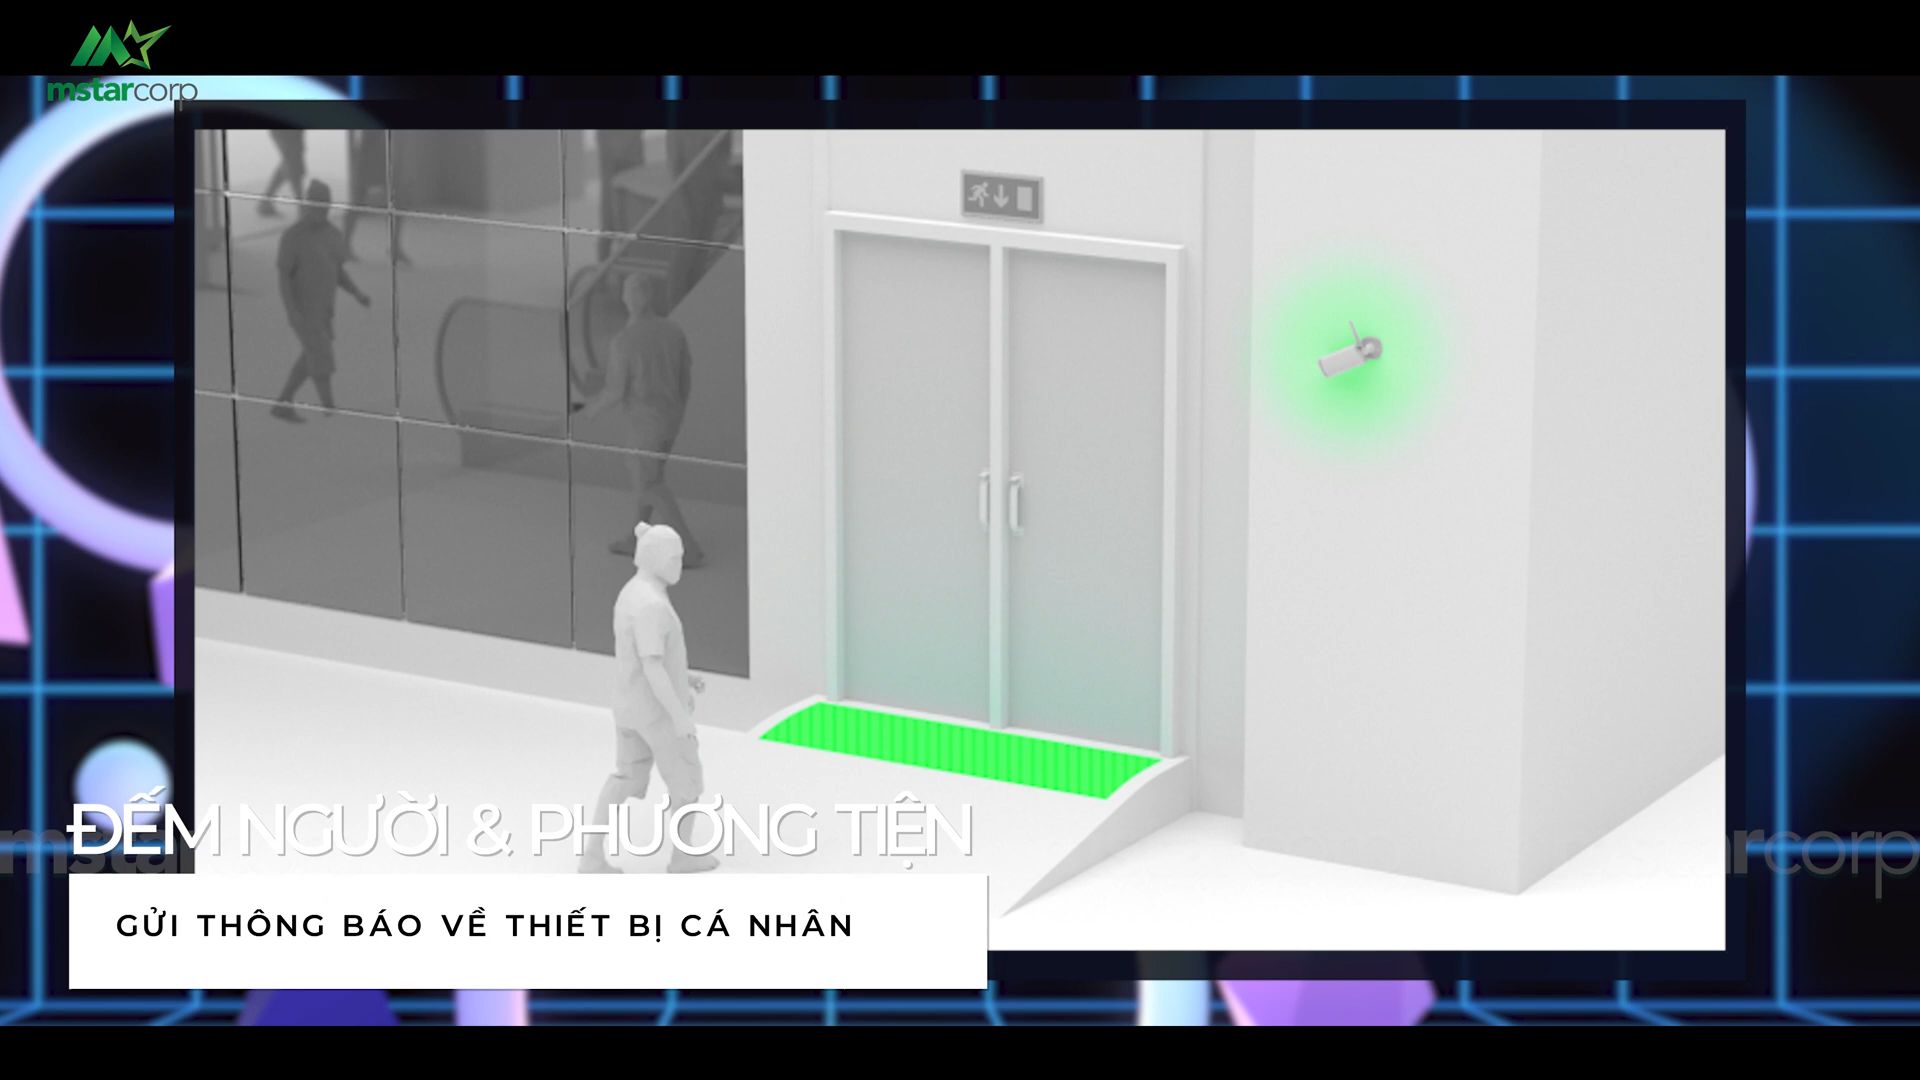 mstarcorp
ĐẾM NGƯỜI & PHƯƠNG TIỆN
GỬI THÔNG BÁO VỀ THIẾT BỊ CÁ NHÂN